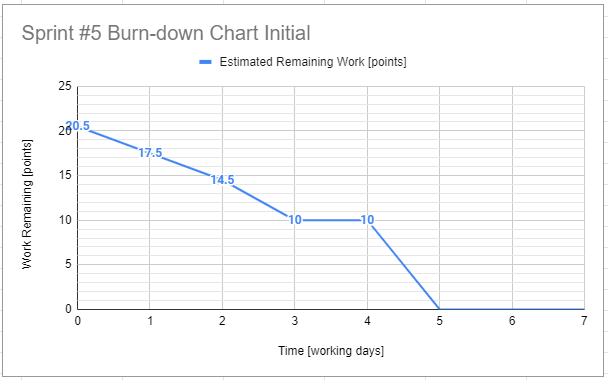 Sprint #5 Burn-down Chart Initial
Estimated Remaining Work [points]
Work Remaining [points]
25
20
15
10
5
0
20.5
17.5
14.5
10
10
0 1 2 3 4 5 6 7
Time [working days]